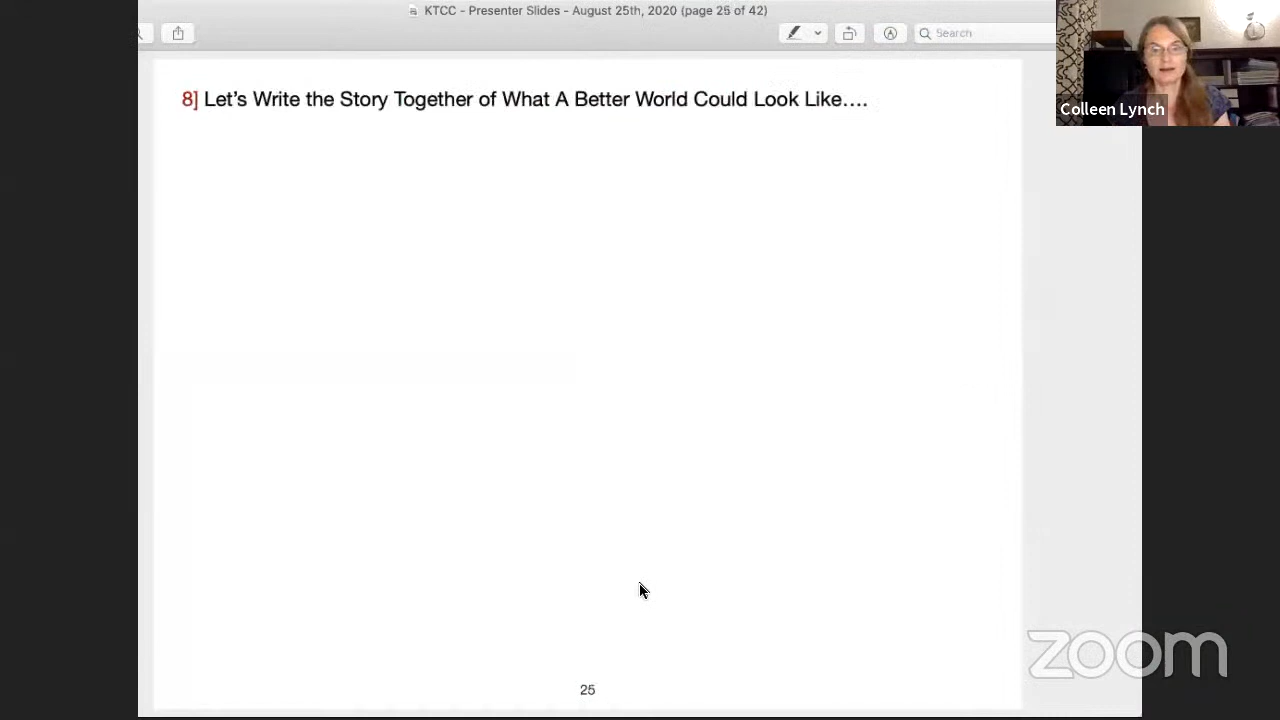 KTCC - Presenter Slides - August 25th, 2020 (page 25 of 42)
Search
Colleen Lynch
8] Let's Write the Story Together of What A Better World Could Look Like....
25
zoom